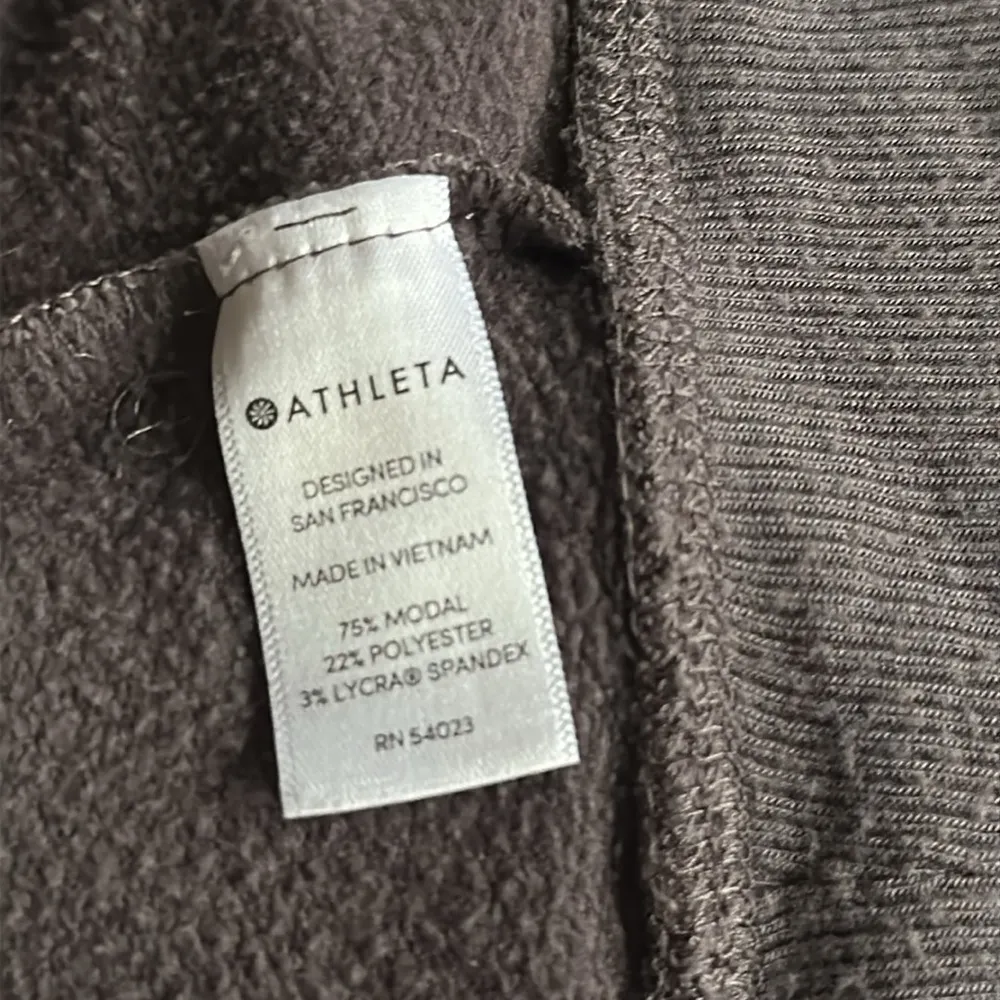 ATHLETA
DESIGNED IN
SAN FRANCISCO
MADE IN VIETNAM
75% MODAL
22% POLYESTER
3% LYCRA® SPANDEX
RN 54023